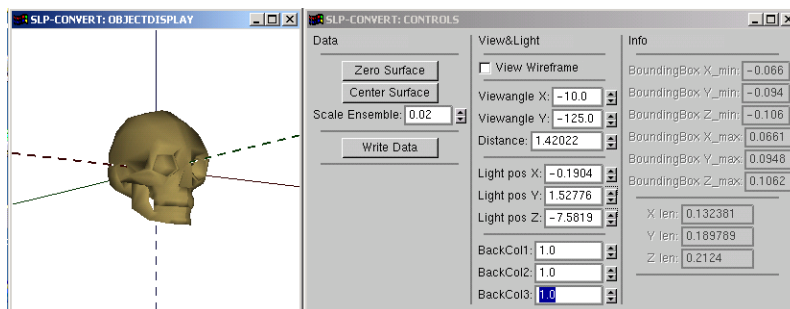 SLP-CONVERT: OBJECTDISPLAY
SLP-CONVERT: CONTROLS
Data
Zero Surface
Center Surface
Scale Ensemble: 0.02
Write Data
View&Light
View Wireframe
Viewangle X: -10.0
Viewangle Y: -125.0
Distance: 1.42022
Light pos X: -0.1904
Light pos Y: 1.52776
Light pos Z: -7.5819
BackCol1: 1.0
BackCol2: 1.0
BackCol3: 1.0
Info
BoundingBox X_min: -0.066
BoundingBox Y_min: -0.094
BoundingBox Z_min: -0.106
BoundingBox X_max: 0.0661
BoundingBox Y_max: 0.0948
BoundingBox Z_max: 0.1062
X len: 0.132381
Y len: 0.189789
Z len: 0.2124